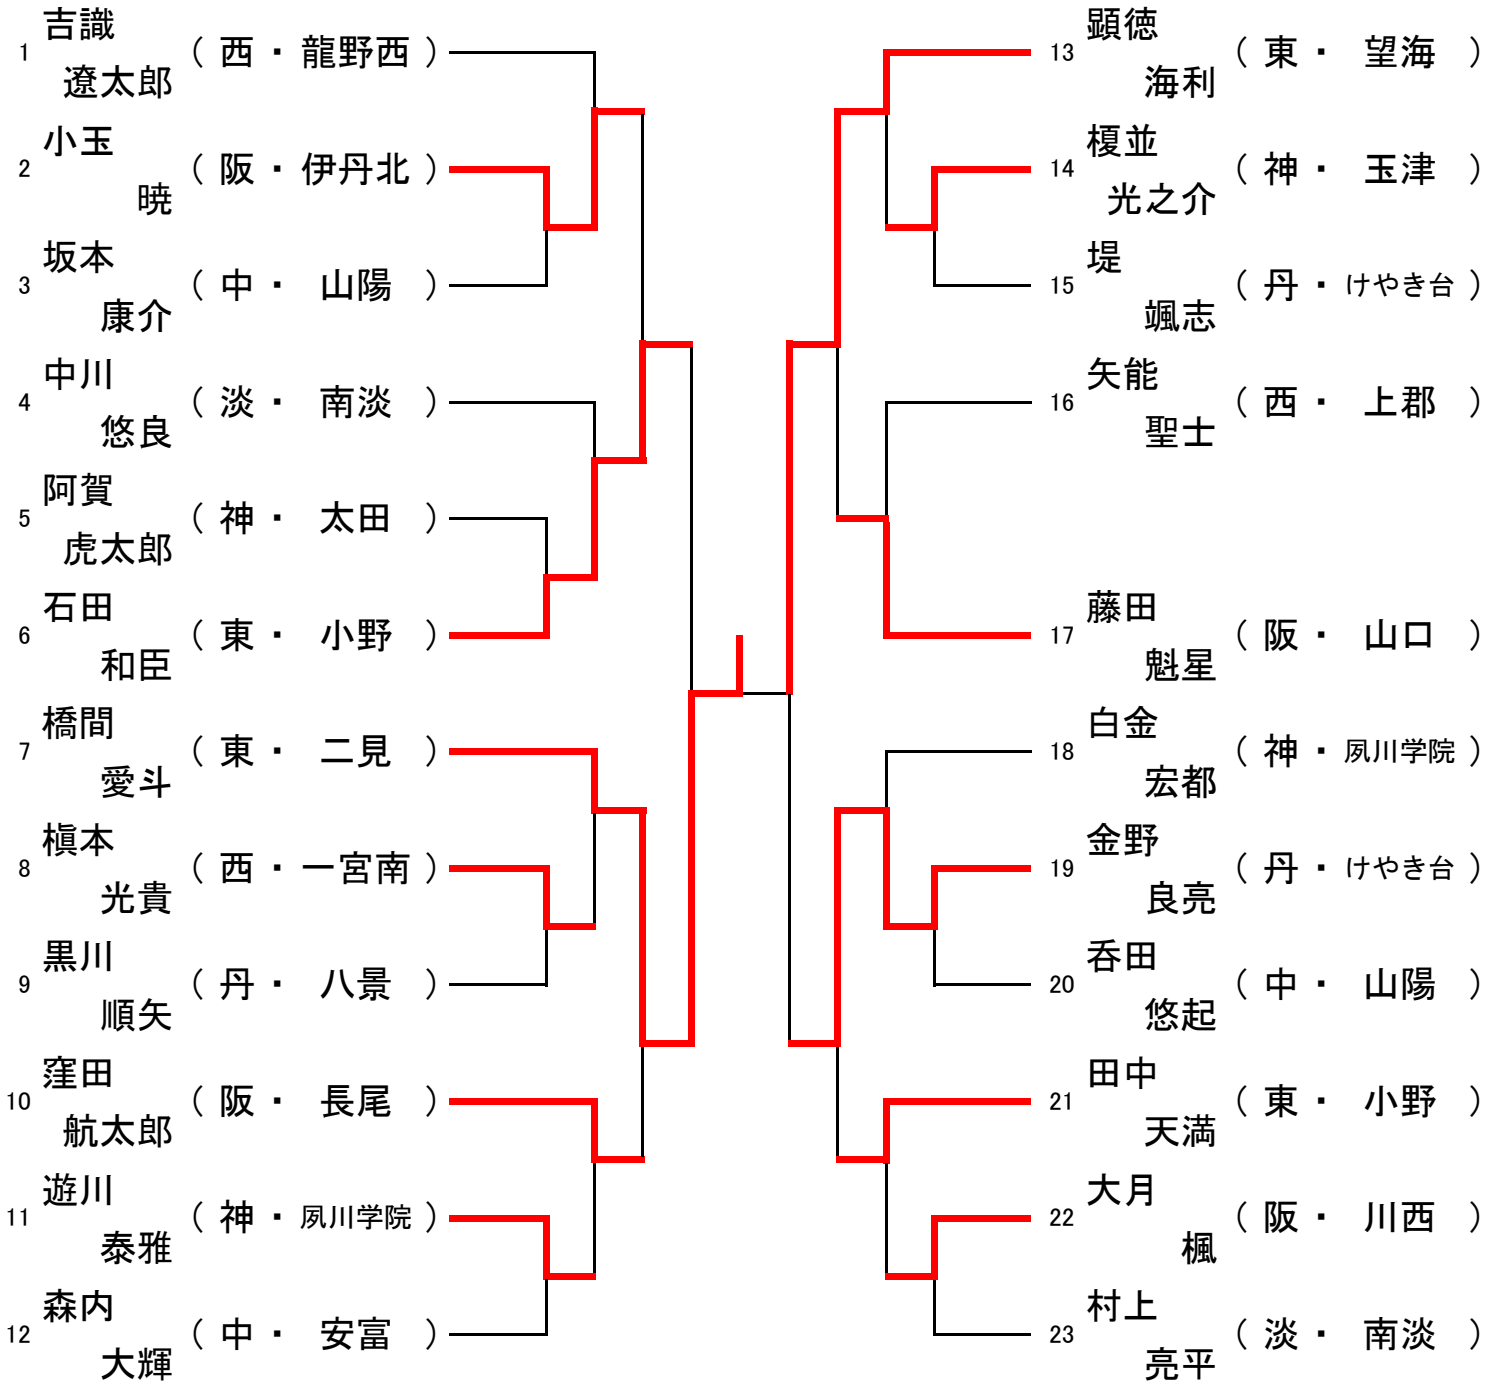 1 吉識 遼太郎 （ 西 ・ 龍野西 ）
2 小玉 暁 （ 阪 ・ 伊丹北 ）
3 坂本 康介 （ 中 ・ 山陽 ）
4 中川 悠良 （ 淡 ・ 南淡 ）
5 阿賀 虎太郎 （ 神 ・ 太田 ）
6 石田 和臣 （ 東 ・ 小野 ）
7 橋間 愛斗 （ 東 ・ 二見 ）
8 槇本 光貴 （ 西 ・ 一宮南 ）
9 黒川 順矢 （ 丹 ・ 八景 ）
10 窪田 航太郎 （ 阪 ・ 長尾 ）
11 遊川 泰雅 （ 神 ・ 夙川学院 ）
12 森内 大輝 （ 中 ・ 安富 ）
13 顕徳 海利 （ 東 ・ 望海 ）
14 榎並 光之介 （ 神 ・ 玉津 ）
15 堤 颯志 （ 丹 ・ けやき台 ）
16 矢能 聖士 （ 西 ・ 上郡 ）
17 藤田 魁星 （ 阪 ・ 山口 ）
18 白金 宏都 （ 神 ・ 夙川学院 ）
19 金野 良亮 （ 丹 ・ けやき台 ）
20 呑田 悠起 （ 中 ・ 山陽 ）
21 田中 天満 （ 東 ・ 小野 ）
22 大月 楓 （ 阪 ・ 川西 ）
23 村上 亮平 （ 淡 ・ 南淡 ）